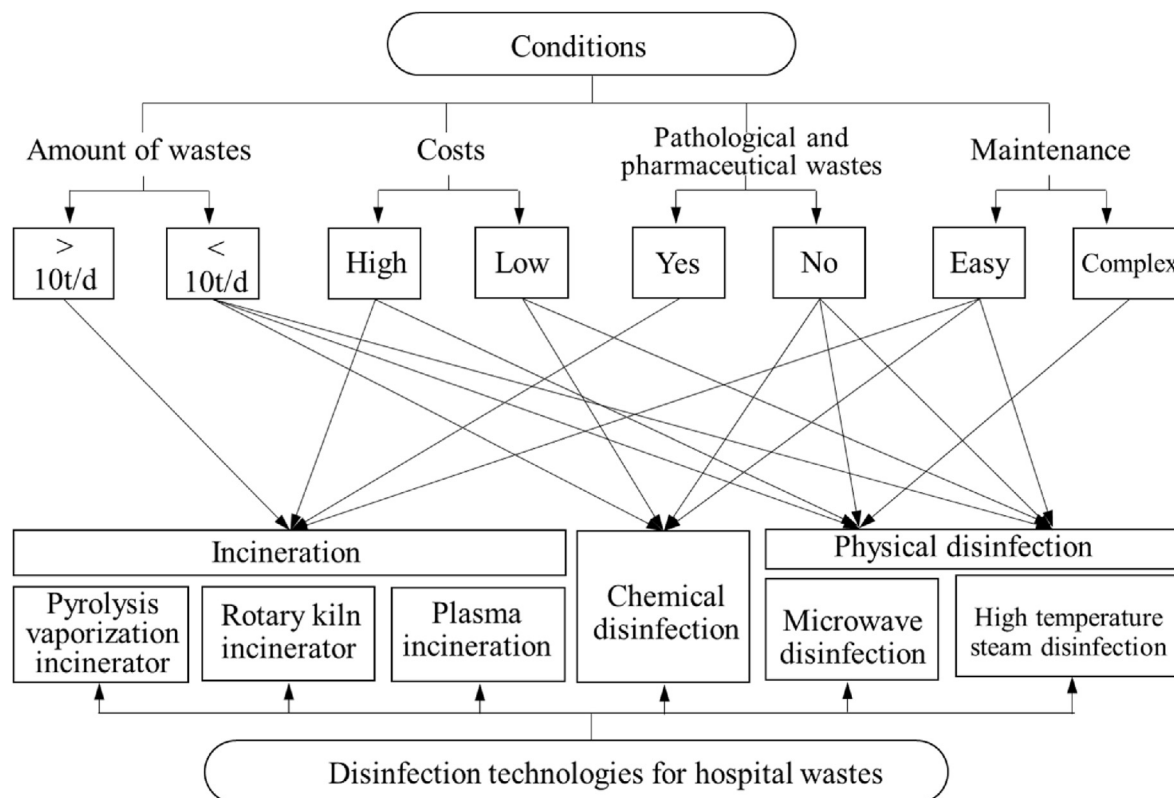 Conditions
Amount of wastes
Costs
Pathological and
pharmaceutical wastes
Maintenance
>
10t/d
<
10t/d
High
Low
Yes
No
Easy
Complex
Incineration
Pyrolysis
vaporization
incinerator
Rotary kiln
incinerator
Plasma
incineration
Chemical
disinfection
Physical disinfection
Microwave
disinfection
High temperature
steam disinfection
Disinfection technologies for hospital wastes